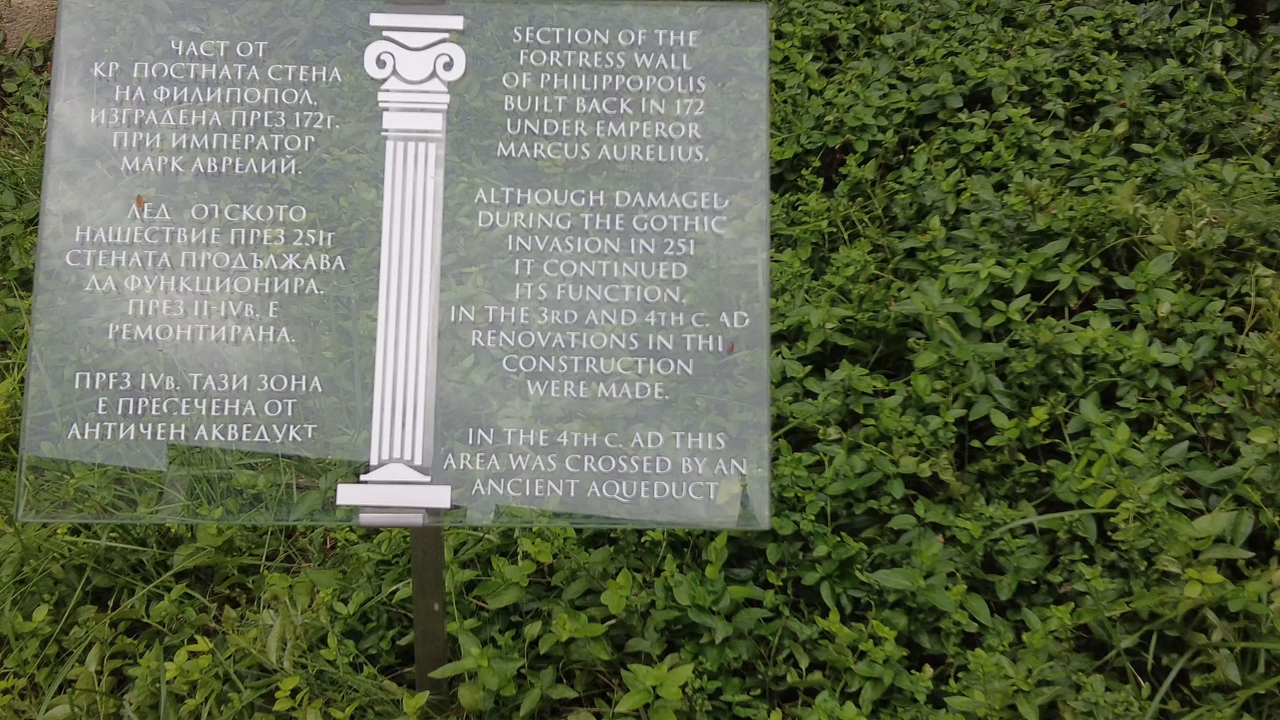 ЧАСТ ОТ
КР ПОСТНАТА СТЕНА
НА ФИЛИПОПОЛ,
ИЗГРАДЕНА ПРЕЗ 172г.
ПРИ ИМПЕРАТОР
МАРК АВРЕЛИЙ.
ЛЕД ОТСКОТО
НАШЕСТВИЕ ПРЕЗ 251г
СТЕНАТА ПРОДЪЛЖАВА
ДА ФУНКЦИОНИРА.
ПРЕЗ II-IVв. Е
РЕМОНТИРАНА.
ПРЕЗ IVв. ТАЗИ ЗОНА
Е ПРЕСЕЧЕНА ОТ
АНТИЧЕН АКВЕДУКТ
SECTION OF THE
FORTRESS WALL
OF PHILIPPOPOLIS
BUILT BACK IN 172
UNDER EMPEROR
MARCUS AURELIUS.
ALTHOUGH DAMAGED
DURING THE GOTHIC
INVASION IN 251
IT CONTINUED
ITS FUNCTION.
IN THE 3RD AND 4TH C. AD
RENOVATIONS IN THE
CONSTRUCTION
WERE MADE.
IN THE 4TH C. AD THIS
AREA WAS CROSSED BY AN
ANCIENT AQUEDUCT